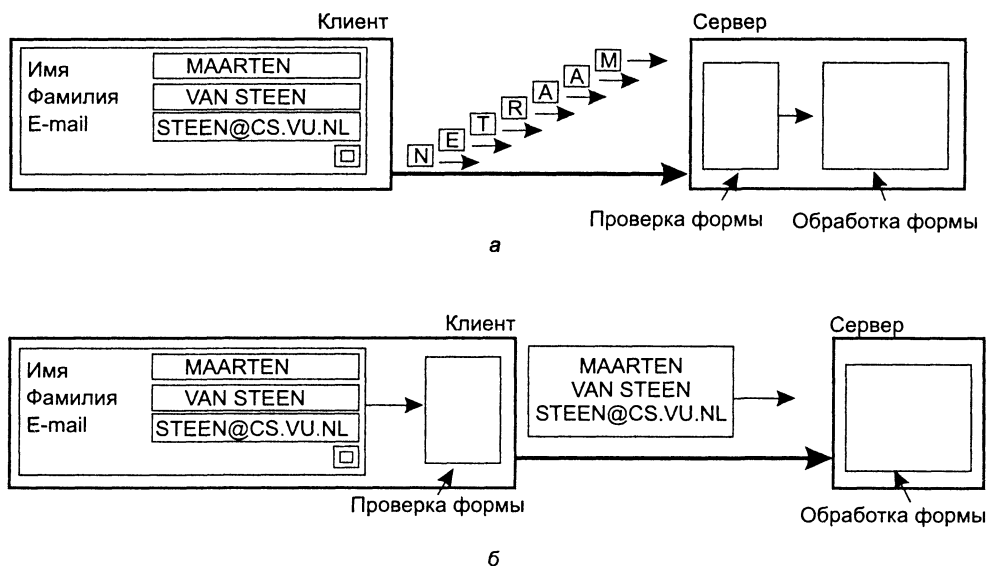 Клиент
Сервер
Имя MAARTEN
Фамилия VAN STEEN
E-mail STEEN@CS.VU.NL
N E T R A A M
Проверка формы
Обработка формы
а
Клиент
Сервер
Имя MAARTEN
Фамилия VAN STEEN
E-mail STEEN@CS.VU.NL
MAARTEN
VAN STEEN
STEEN@CS.VU.NL
Проверка формы
Обработка формы
б